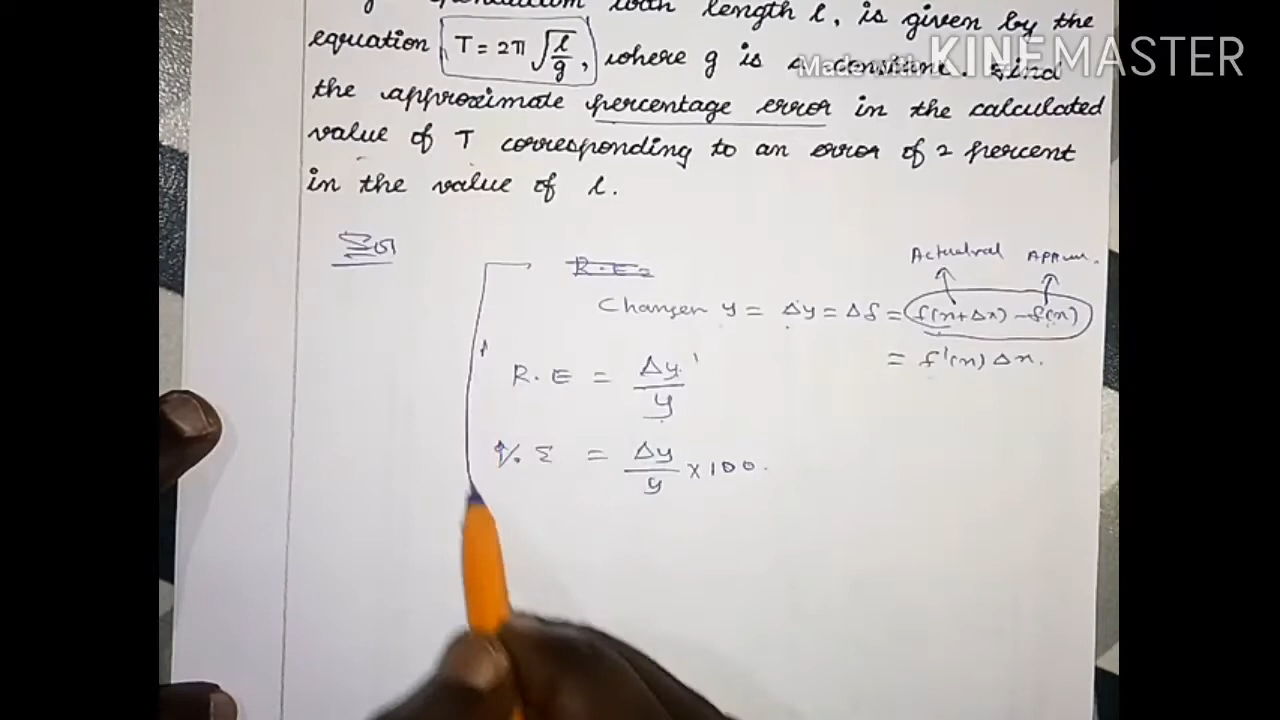 pendulum with length l, is given by the
equation T = 2π √(l/g), where g is a constant. Find
the approximate percentage error in the calculated
value of T corresponding to an error of 2 percent
in the value of l.
KINEMASTER
Sol
R.E =
Actual val Approx.
Change in y = Δy = Δf = f(x+Δx) - f(x)
= f'(x) Δx.
R.E = Δy/y
%. E = Δy/y × 100.